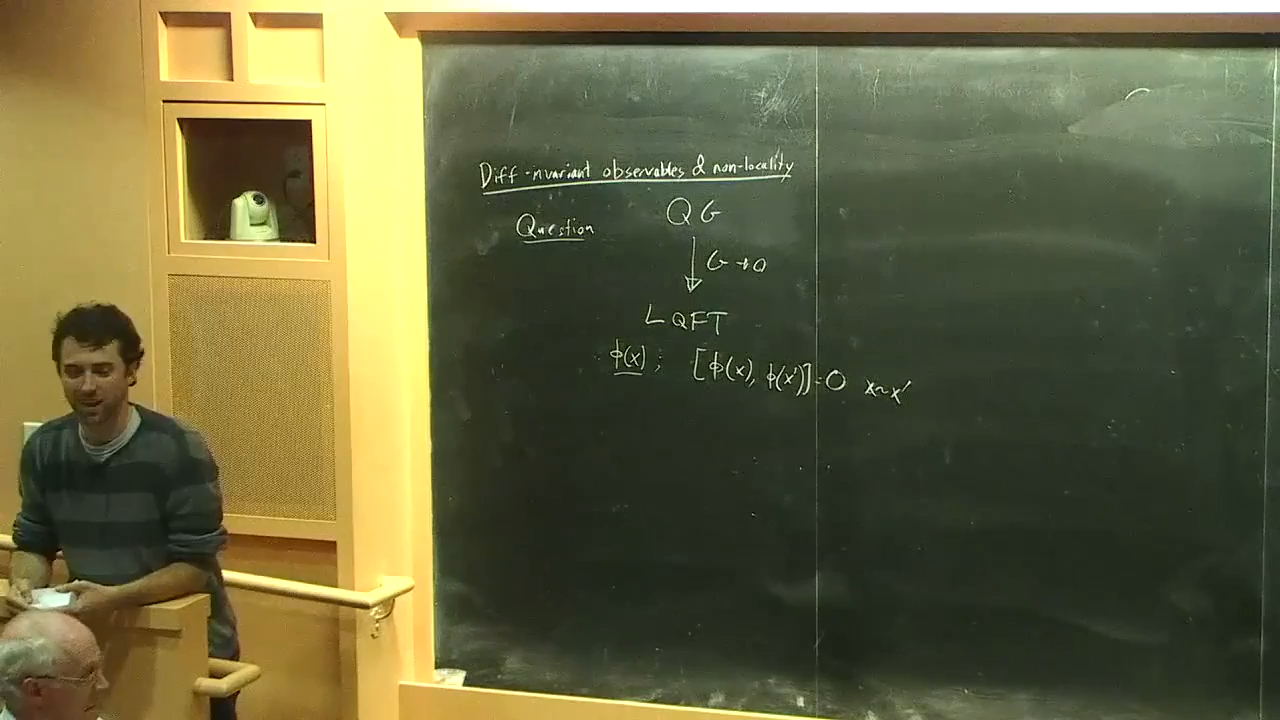 Diff-invariant observables & non-locality
Question QG
G→0
LQFT
φ(x); [φ(x), φ(x')]=0 x~x'